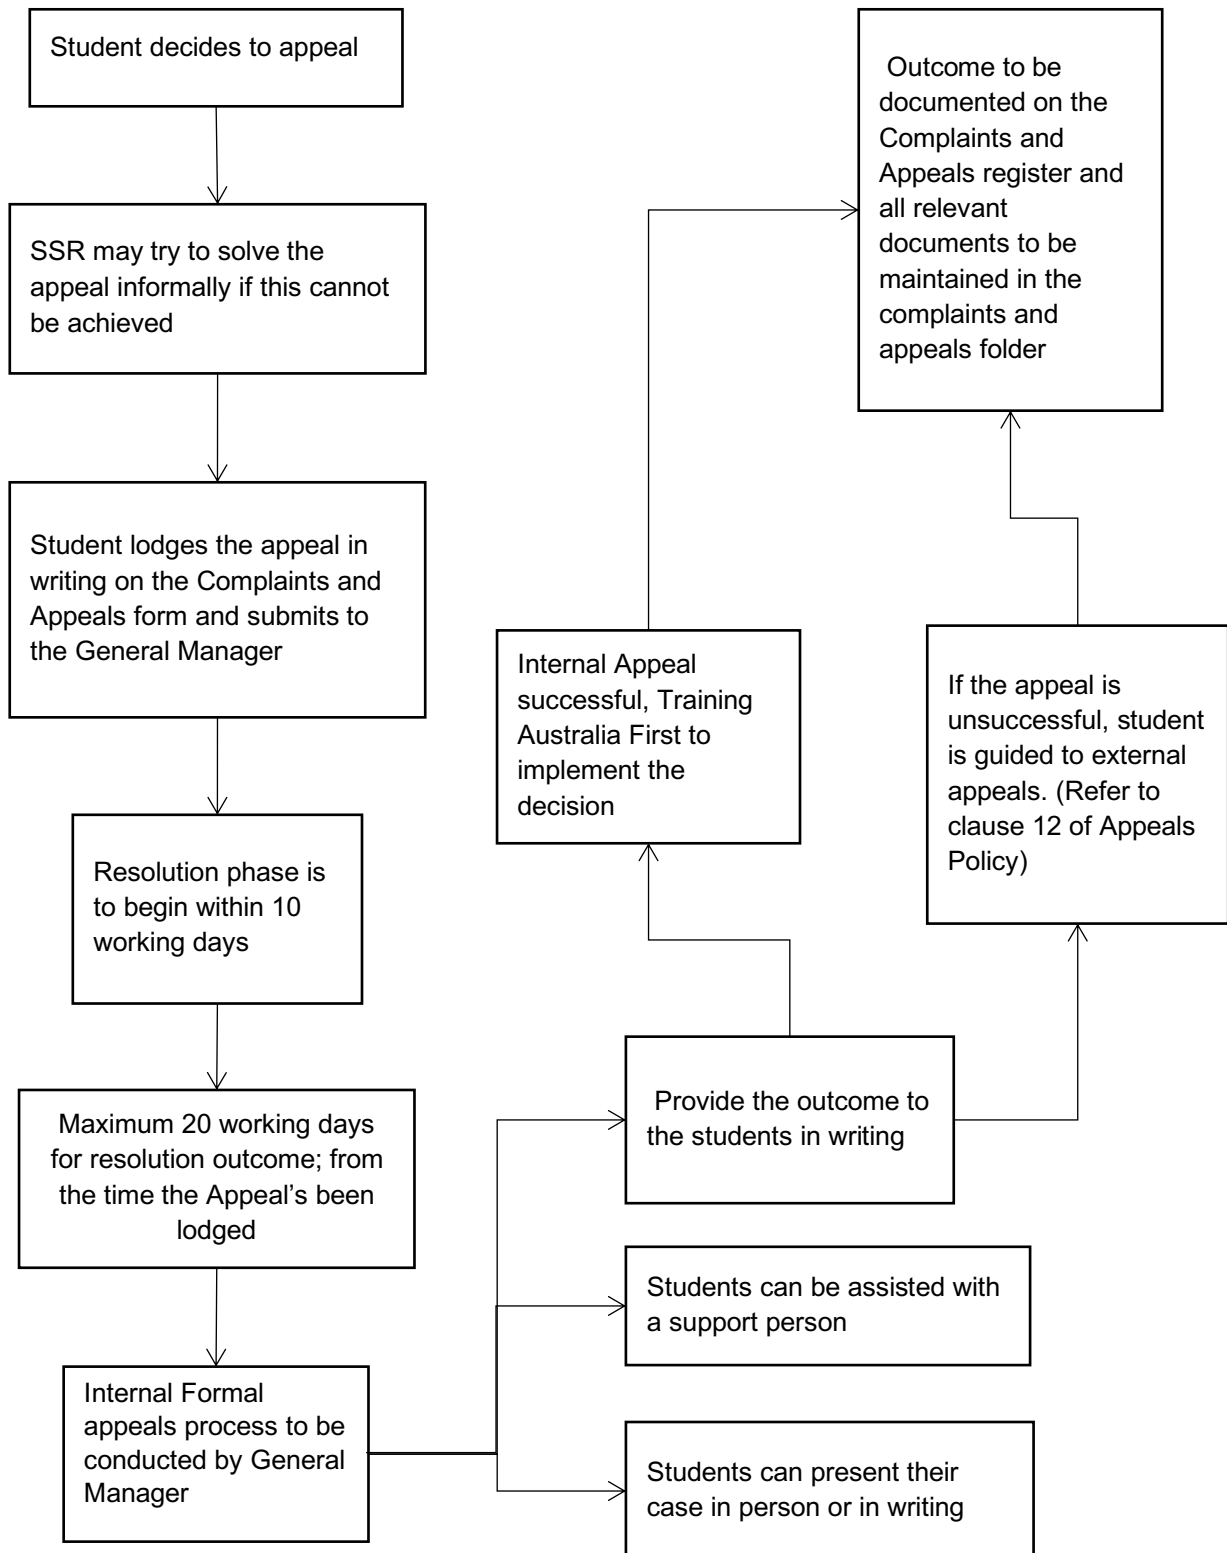 Student decides to appeal
SSR may try to solve the
appeal informally if this cannot
be achieved
Student lodges the appeal in
writing on the Complaints and
Appeals form and submits to
the General Manager
Resolution phase is
to begin within 10
working days
Maximum 20 working days
for resolution outcome; from
the time the Appeal’s been
lodged
Internal Formal
appeals process to be
conducted by General
Manager
Provide the outcome to
the students in writing
Students can be assisted with
a support person
Students can present their
case in person or in writing
Internal Appeal
successful, Training
Australia First to
implement the
decision
If the appeal is
unsuccessful, student
is guided to external
appeals. (Refer to
clause 12 of Appeals
Policy)
Outcome to be
documented on the
Complaints and
Appeals register and
all relevant
documents to be
maintained in the
complaints and
appeals folder